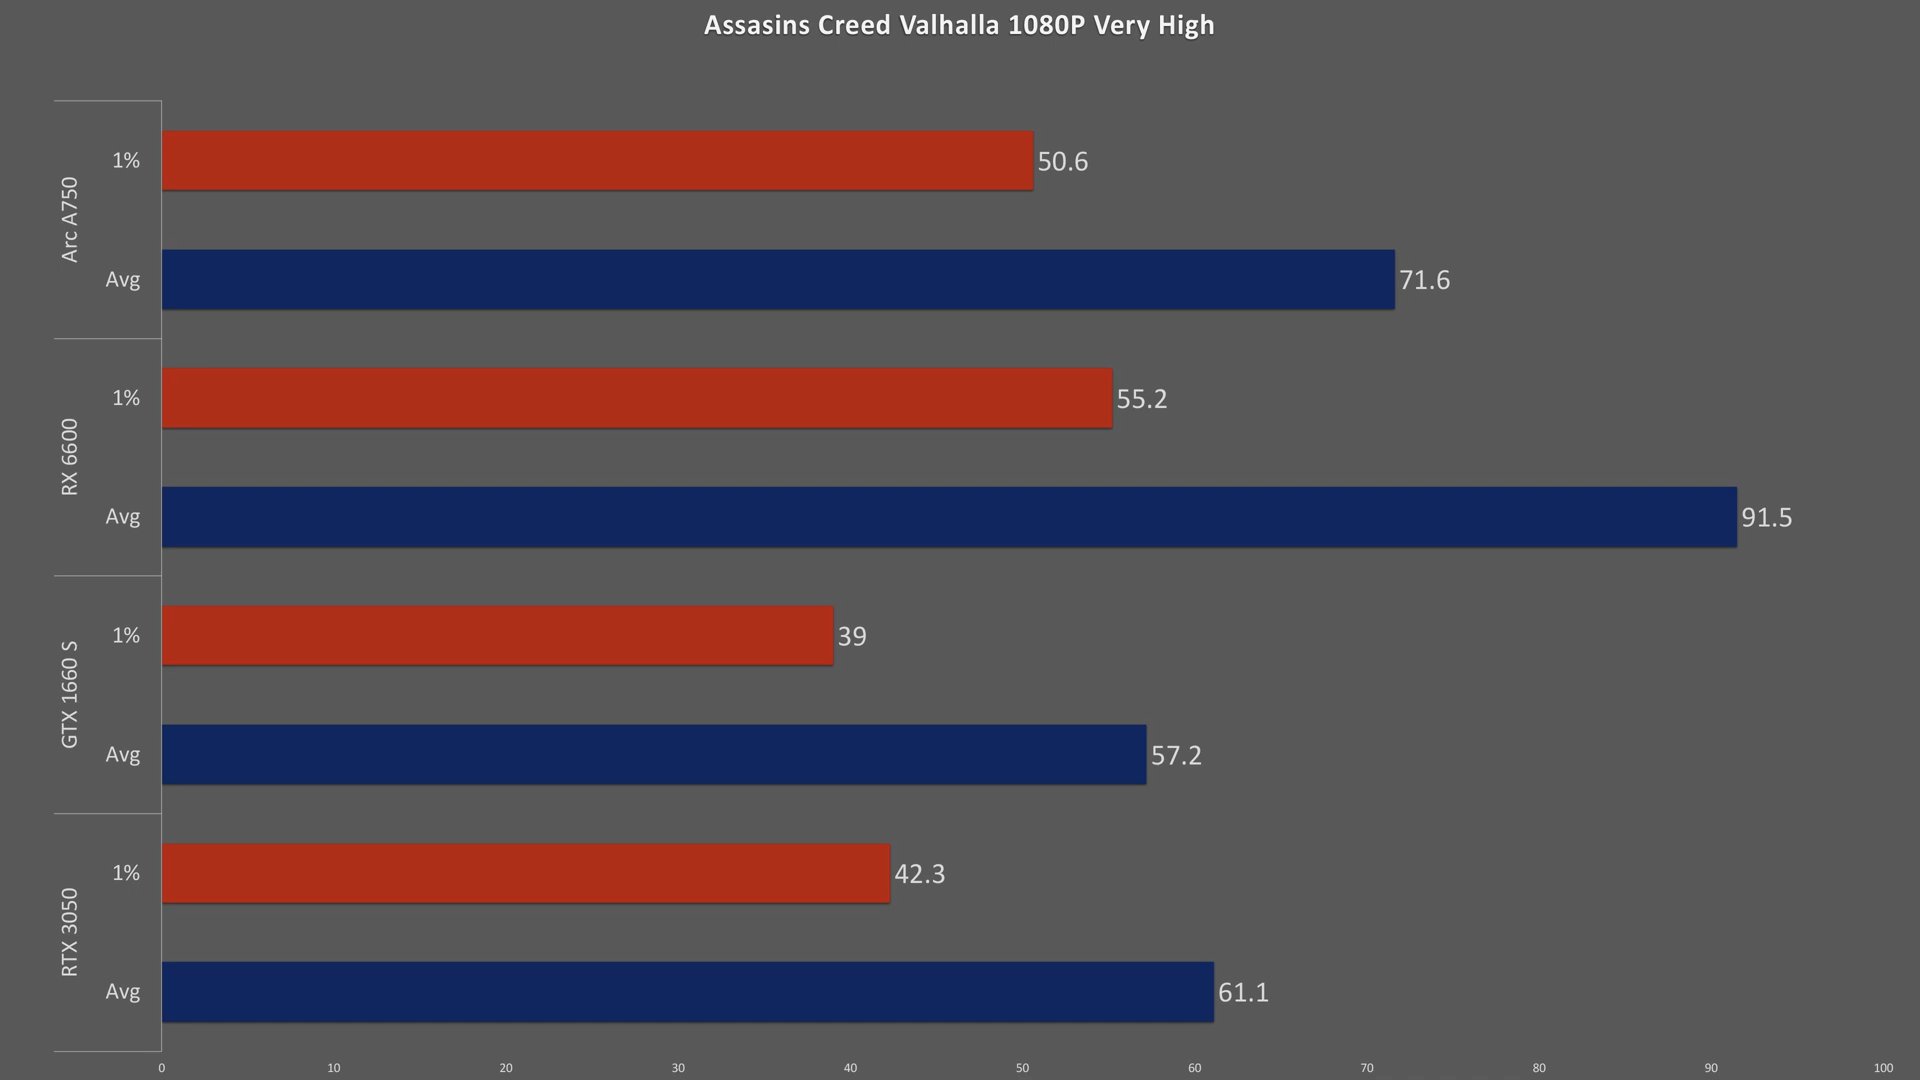 Assasins Creed Valhalla 1080P Very High
Arc A750
1%
50.6
Avg
71.6
RX 6600
1%
55.2
Avg
91.5
GTX 1660 S
1%
39
Avg
57.2
RTX 3050
1%
42.3
Avg
61.1
0 10 20 30 40 50 60 70 80 90 100